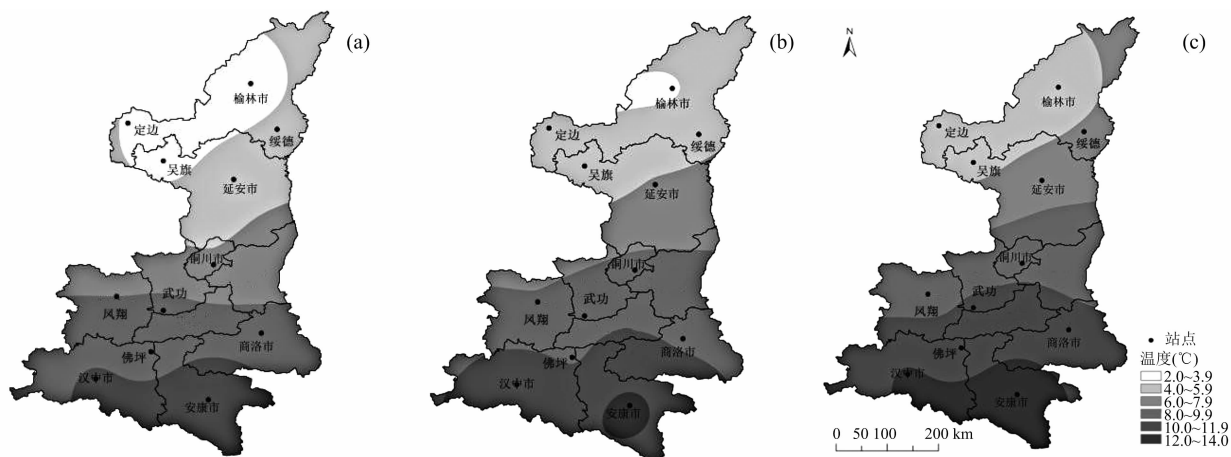 (a)
榆林市
定边
绥德
吴旗
延安市
铜川市
武功
凤翔
商洛市
佛坪
汉中市
安康市
(b)
榆林市
定边
绥德
吴旗
延安市
铜川市
武功
凤翔
商洛市
佛坪
汉中市
安康市
N
(c)
榆林市
定边
绥德
吴旗
延安市
铜川市
武功
凤翔
商洛市
佛坪
汉中市
安康市
站点
温度(℃)
2.0~3.9
4.0~5.9
6.0~7.9
8.0~9.9
10.0~11.9
12.0~14.0
0 50 100 200 km